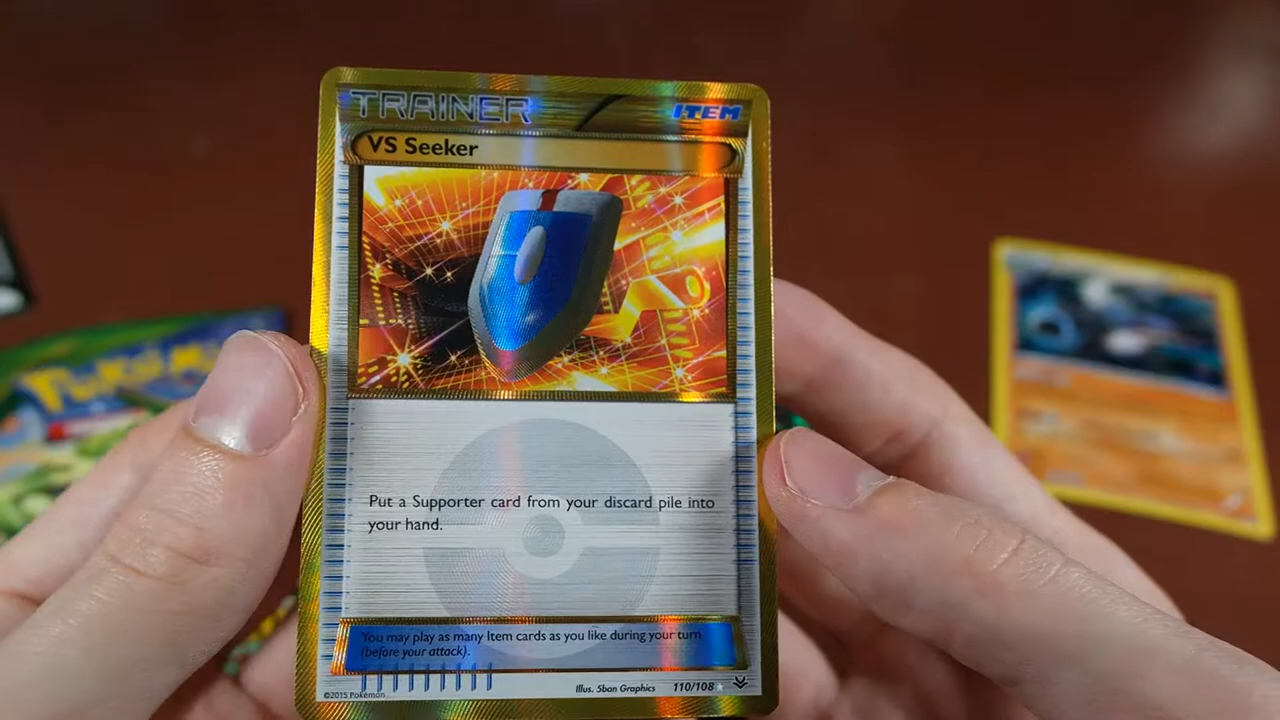 TRAINER
ITEM
VS Seeker
POKéM
Put a Supporter card from your discard pile into
your hand.
You may play as many Item cards as you like during your turn
(before your attack).
©2015 Pokémon
Illus. 5ban Graphics
110/108